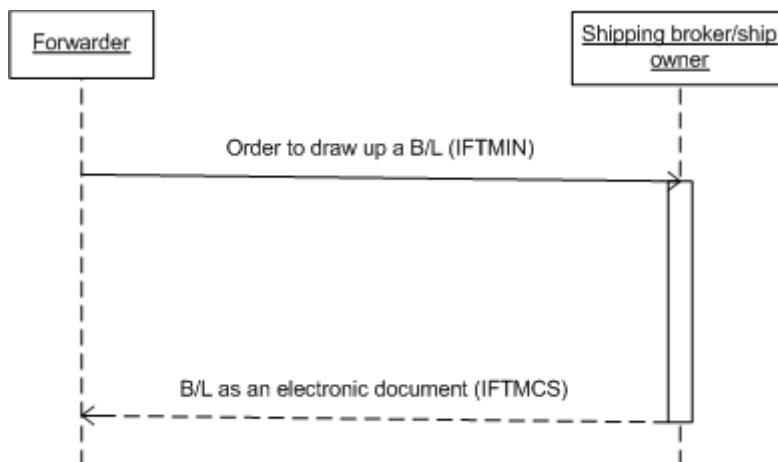 Forwarder
Shipping broker/ship
owner
Order to draw up a B/L (IFTMIN)
B/L as an electronic document (IFTMCS)